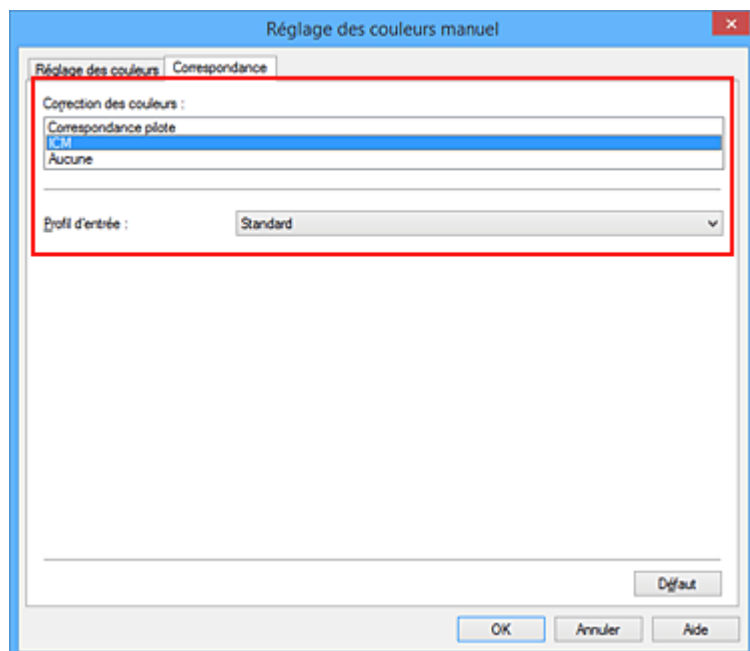 Réglage des couleurs manuel
Réglage des couleurs Correspondance
Correction des couleurs :
Correspondance pilote
ICM
Aucune
Profil d'entrée : Standard
Défaut
OK Annuler Aide